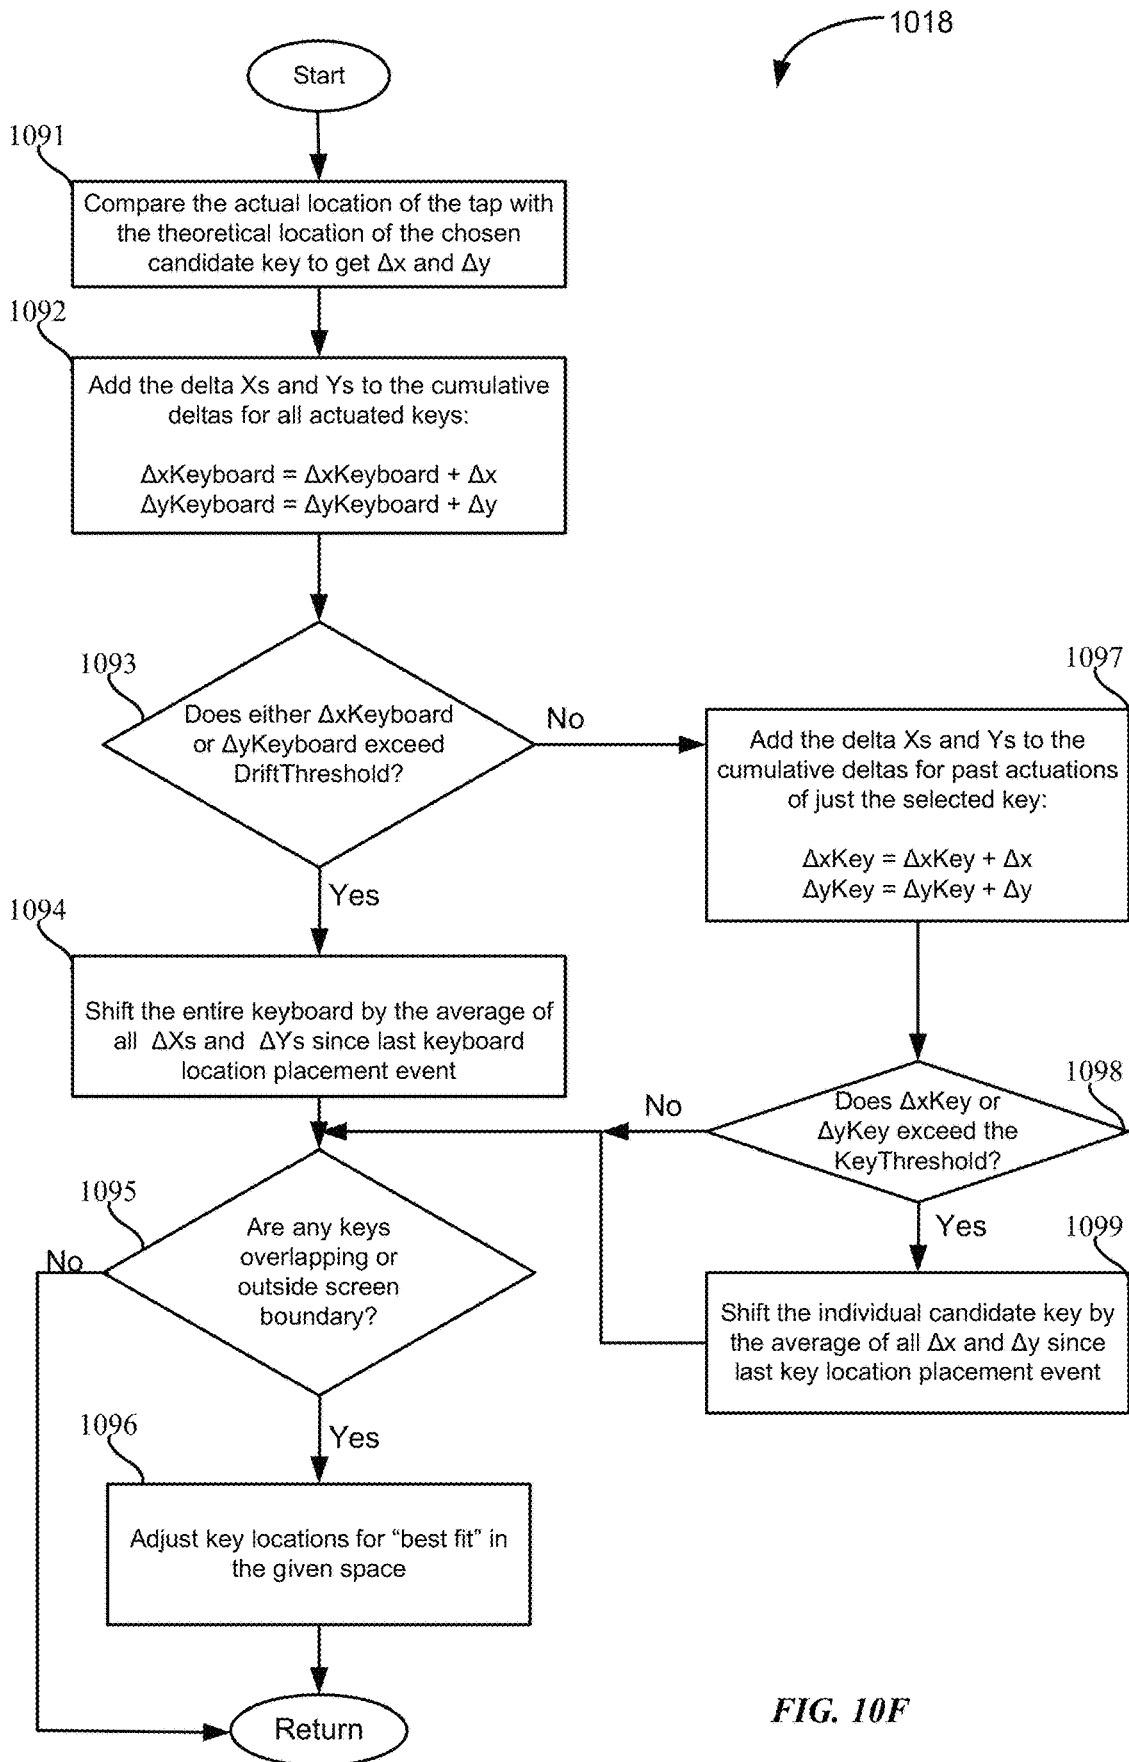 1018
Start
1091
Compare the actual location of the tap with
the theoretical location of the chosen
candidate key to get Δx and Δy
1092
Add the delta Xs and Ys to the cumulative
deltas for all actuated keys:
ΔxKeyboard = ΔxKeyboard + Δx
ΔyKeyboard = ΔyKeyboard + Δy
1093
Does either ΔxKeyboard
or ΔyKeyboard exceed
DriftThreshold?
No
1097
Add the delta Xs and Ys to the
cumulative deltas for past actuations
of just the selected key:
ΔxKey = ΔxKey + Δx
ΔyKey = ΔyKey + Δy
Yes
1094
Shift the entire keyboard by the average of
all ΔXs and ΔYs since last keyboard
location placement event
1098
Does ΔxKey or
ΔyKey exceed the
KeyThreshold?
No
Yes
1099
Shift the individual candidate key by
the average of all Δx and Δy since
last key location placement event
1095
Are any keys
overlapping or
outside screen
boundary?
No
Yes
1096
Adjust key locations for “best fit” in
the given space
Return
FIG. 10F